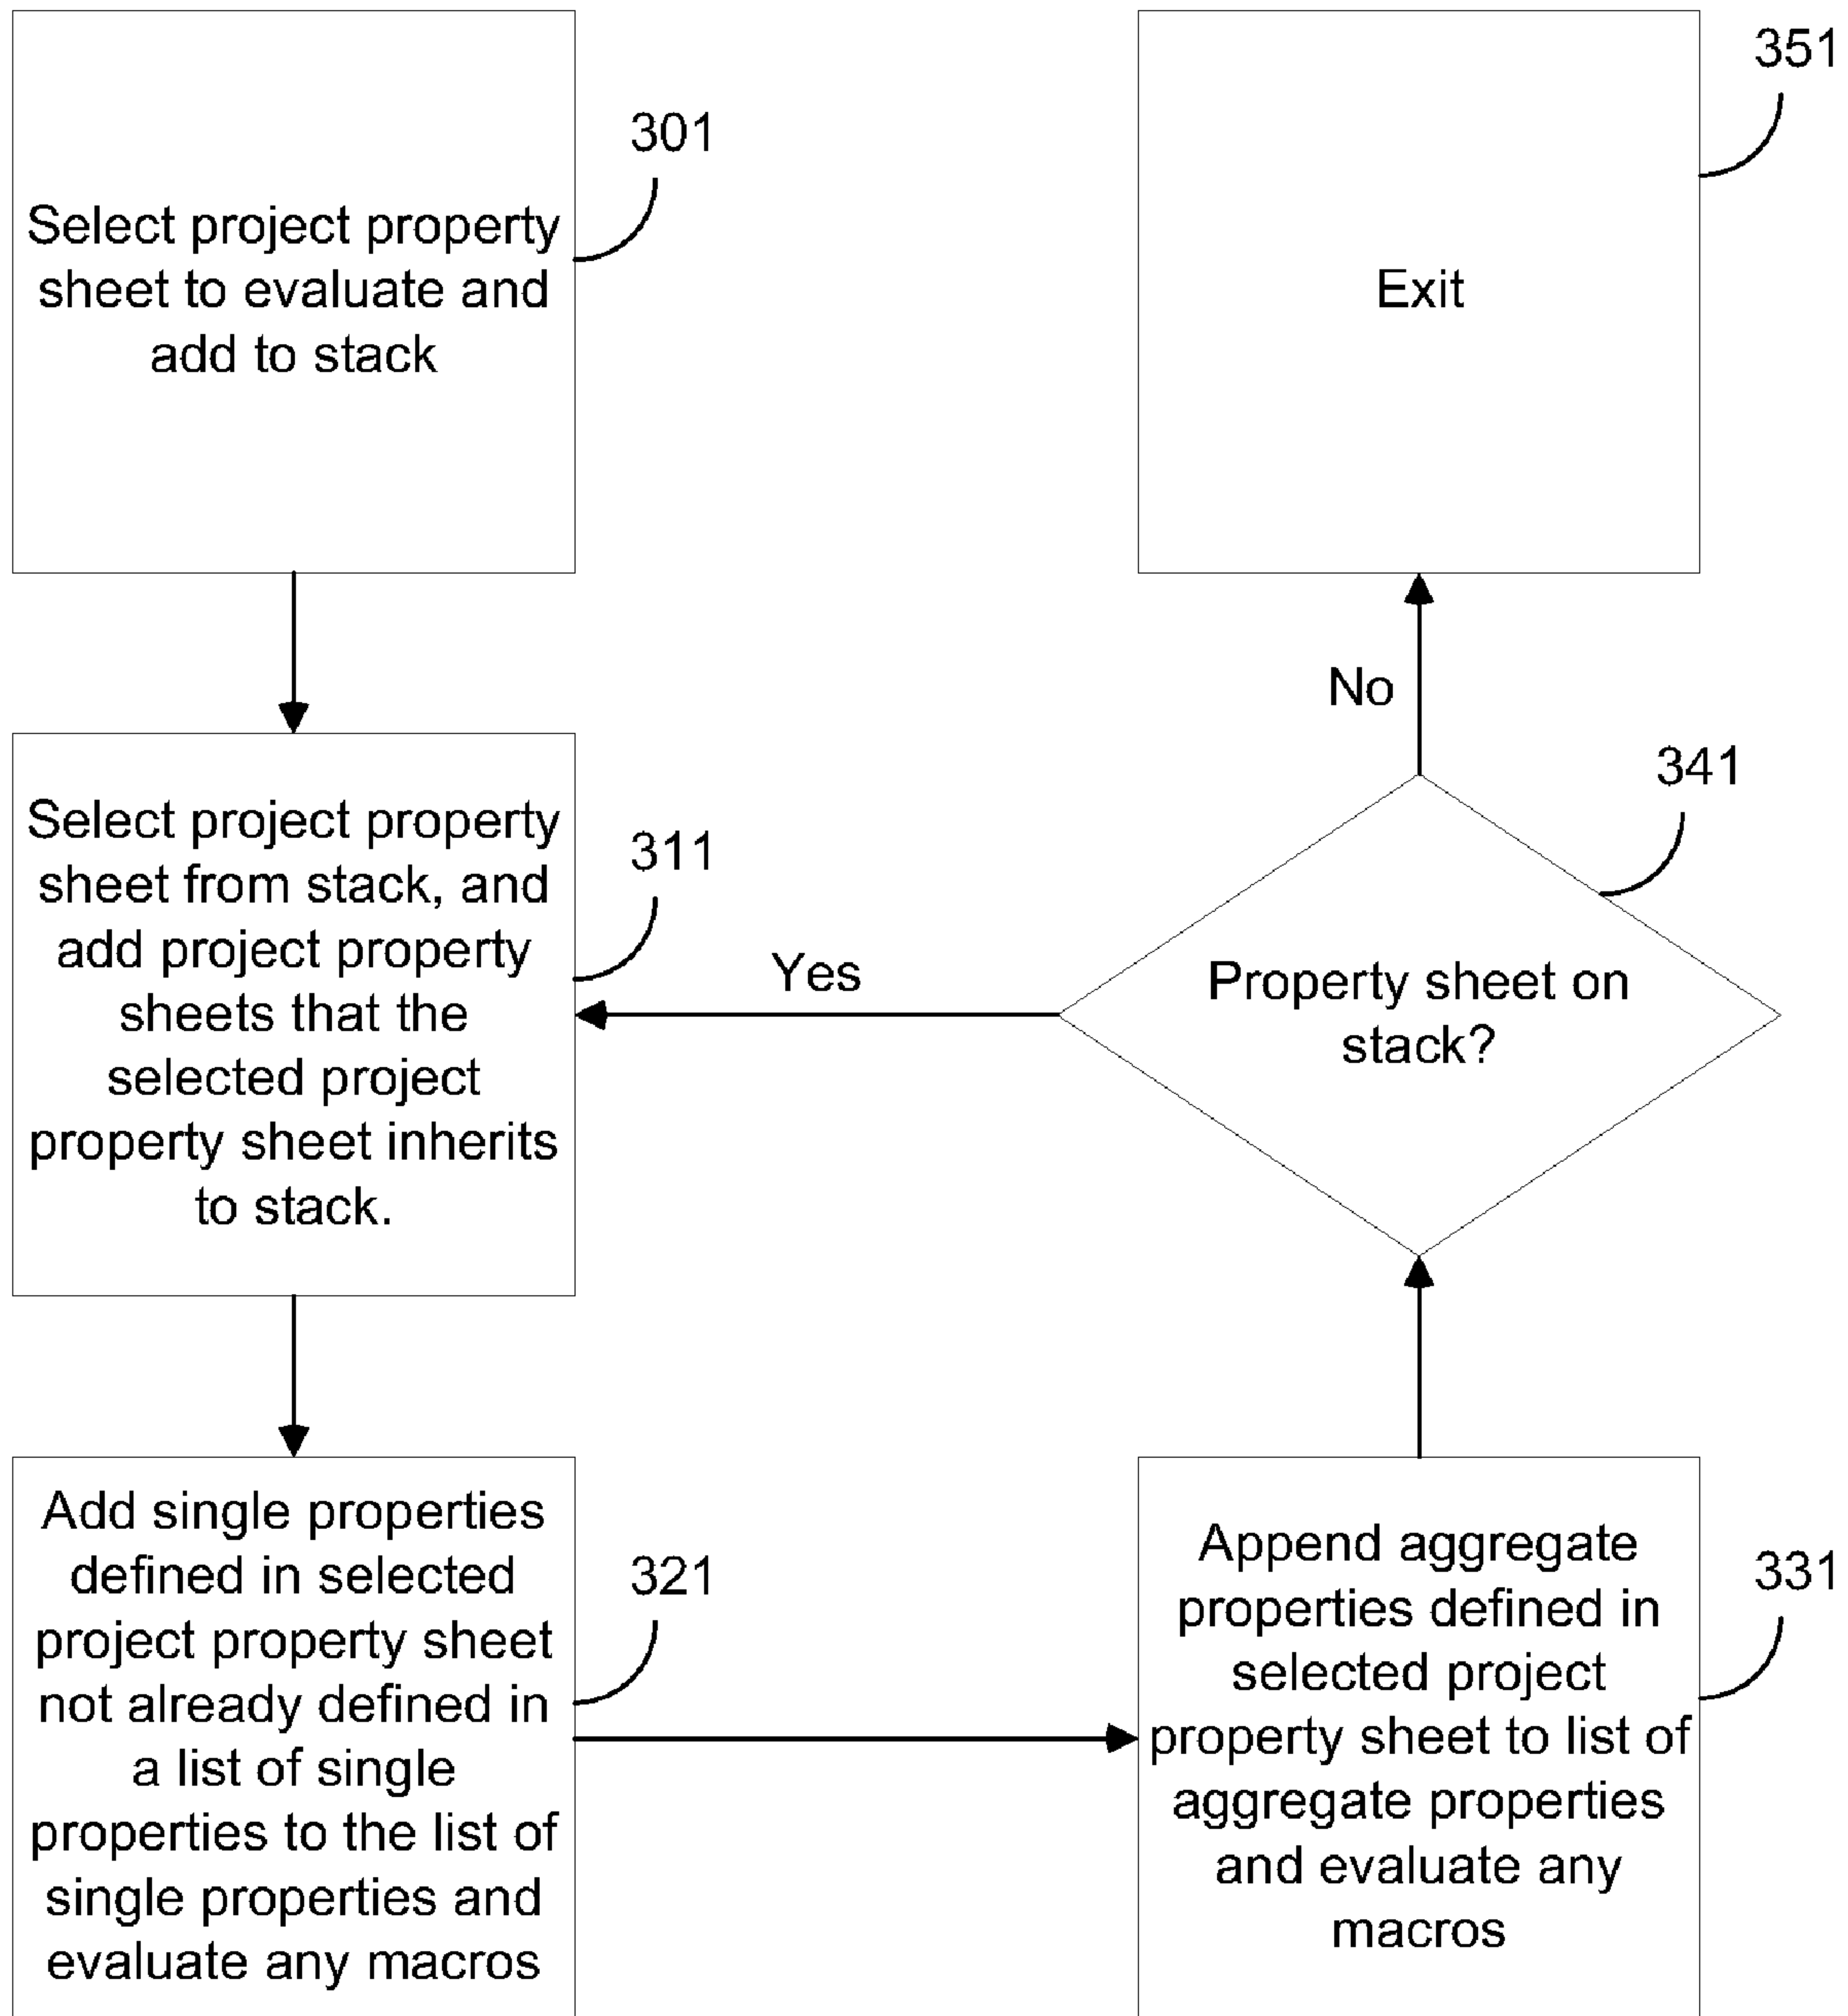 Select project property
sheet to evaluate and
add to stack
301
Select project property
sheet from stack, and
add project property
sheets that the
selected project
property sheet inherits
to stack.
311
Add single properties
defined in selected
project property sheet
not already defined in
a list of single
properties to the list of
single properties and
evaluate any macros
321
Append aggregate
properties defined in
selected project
property sheet to list of
aggregate properties
and evaluate any
macros
331
Property sheet on
stack?
341
Yes
No
Exit
351